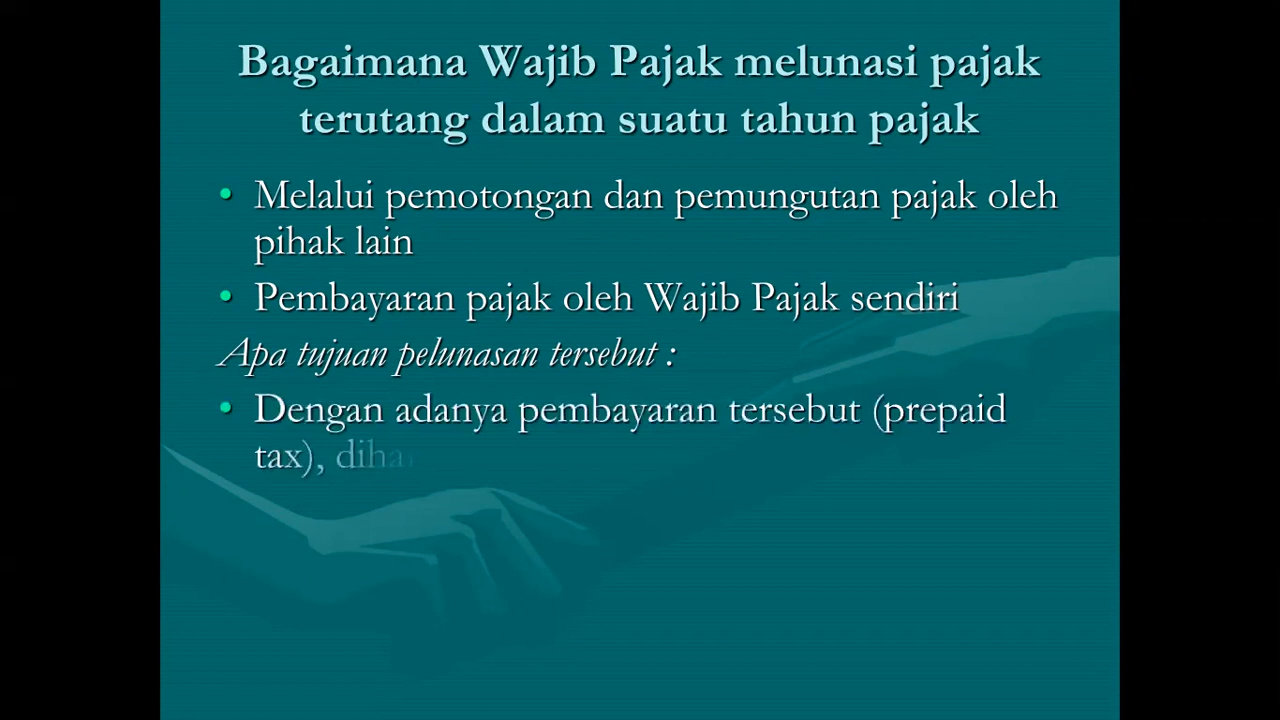 Bagaimana Wajib Pajak melunasi pajak
terutang dalam suatu tahun pajak
• Melalui pemotongan dan pemungutan pajak oleh
pihak lain
• Pembayaran pajak oleh Wajib Pajak sendiri
Apa tujuan pelunasan tersebut :
• Dengan adanya pembayaran tersebut (prepaid
tax),